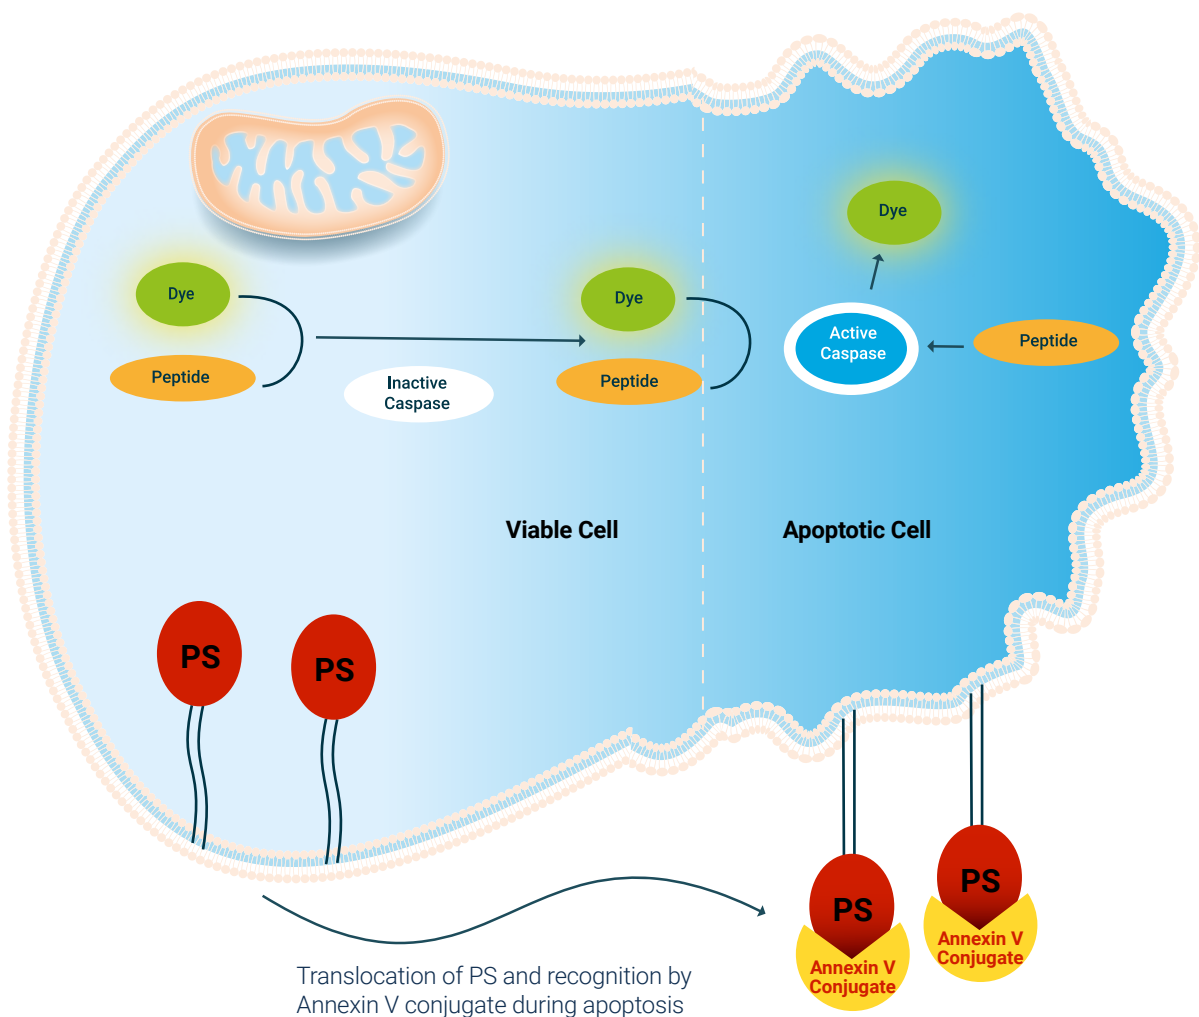 Dye
Dye
Dye
Peptide
Inactive
Caspase
Peptide
Active
Caspase
Peptide
Viable Cell
Apoptotic Cell
PS
PS
PS
Annexin V
Conjugate
PS
Annexin V
Conjugate
Translocation of PS and recognition by
Annexin V conjugate during apoptosis